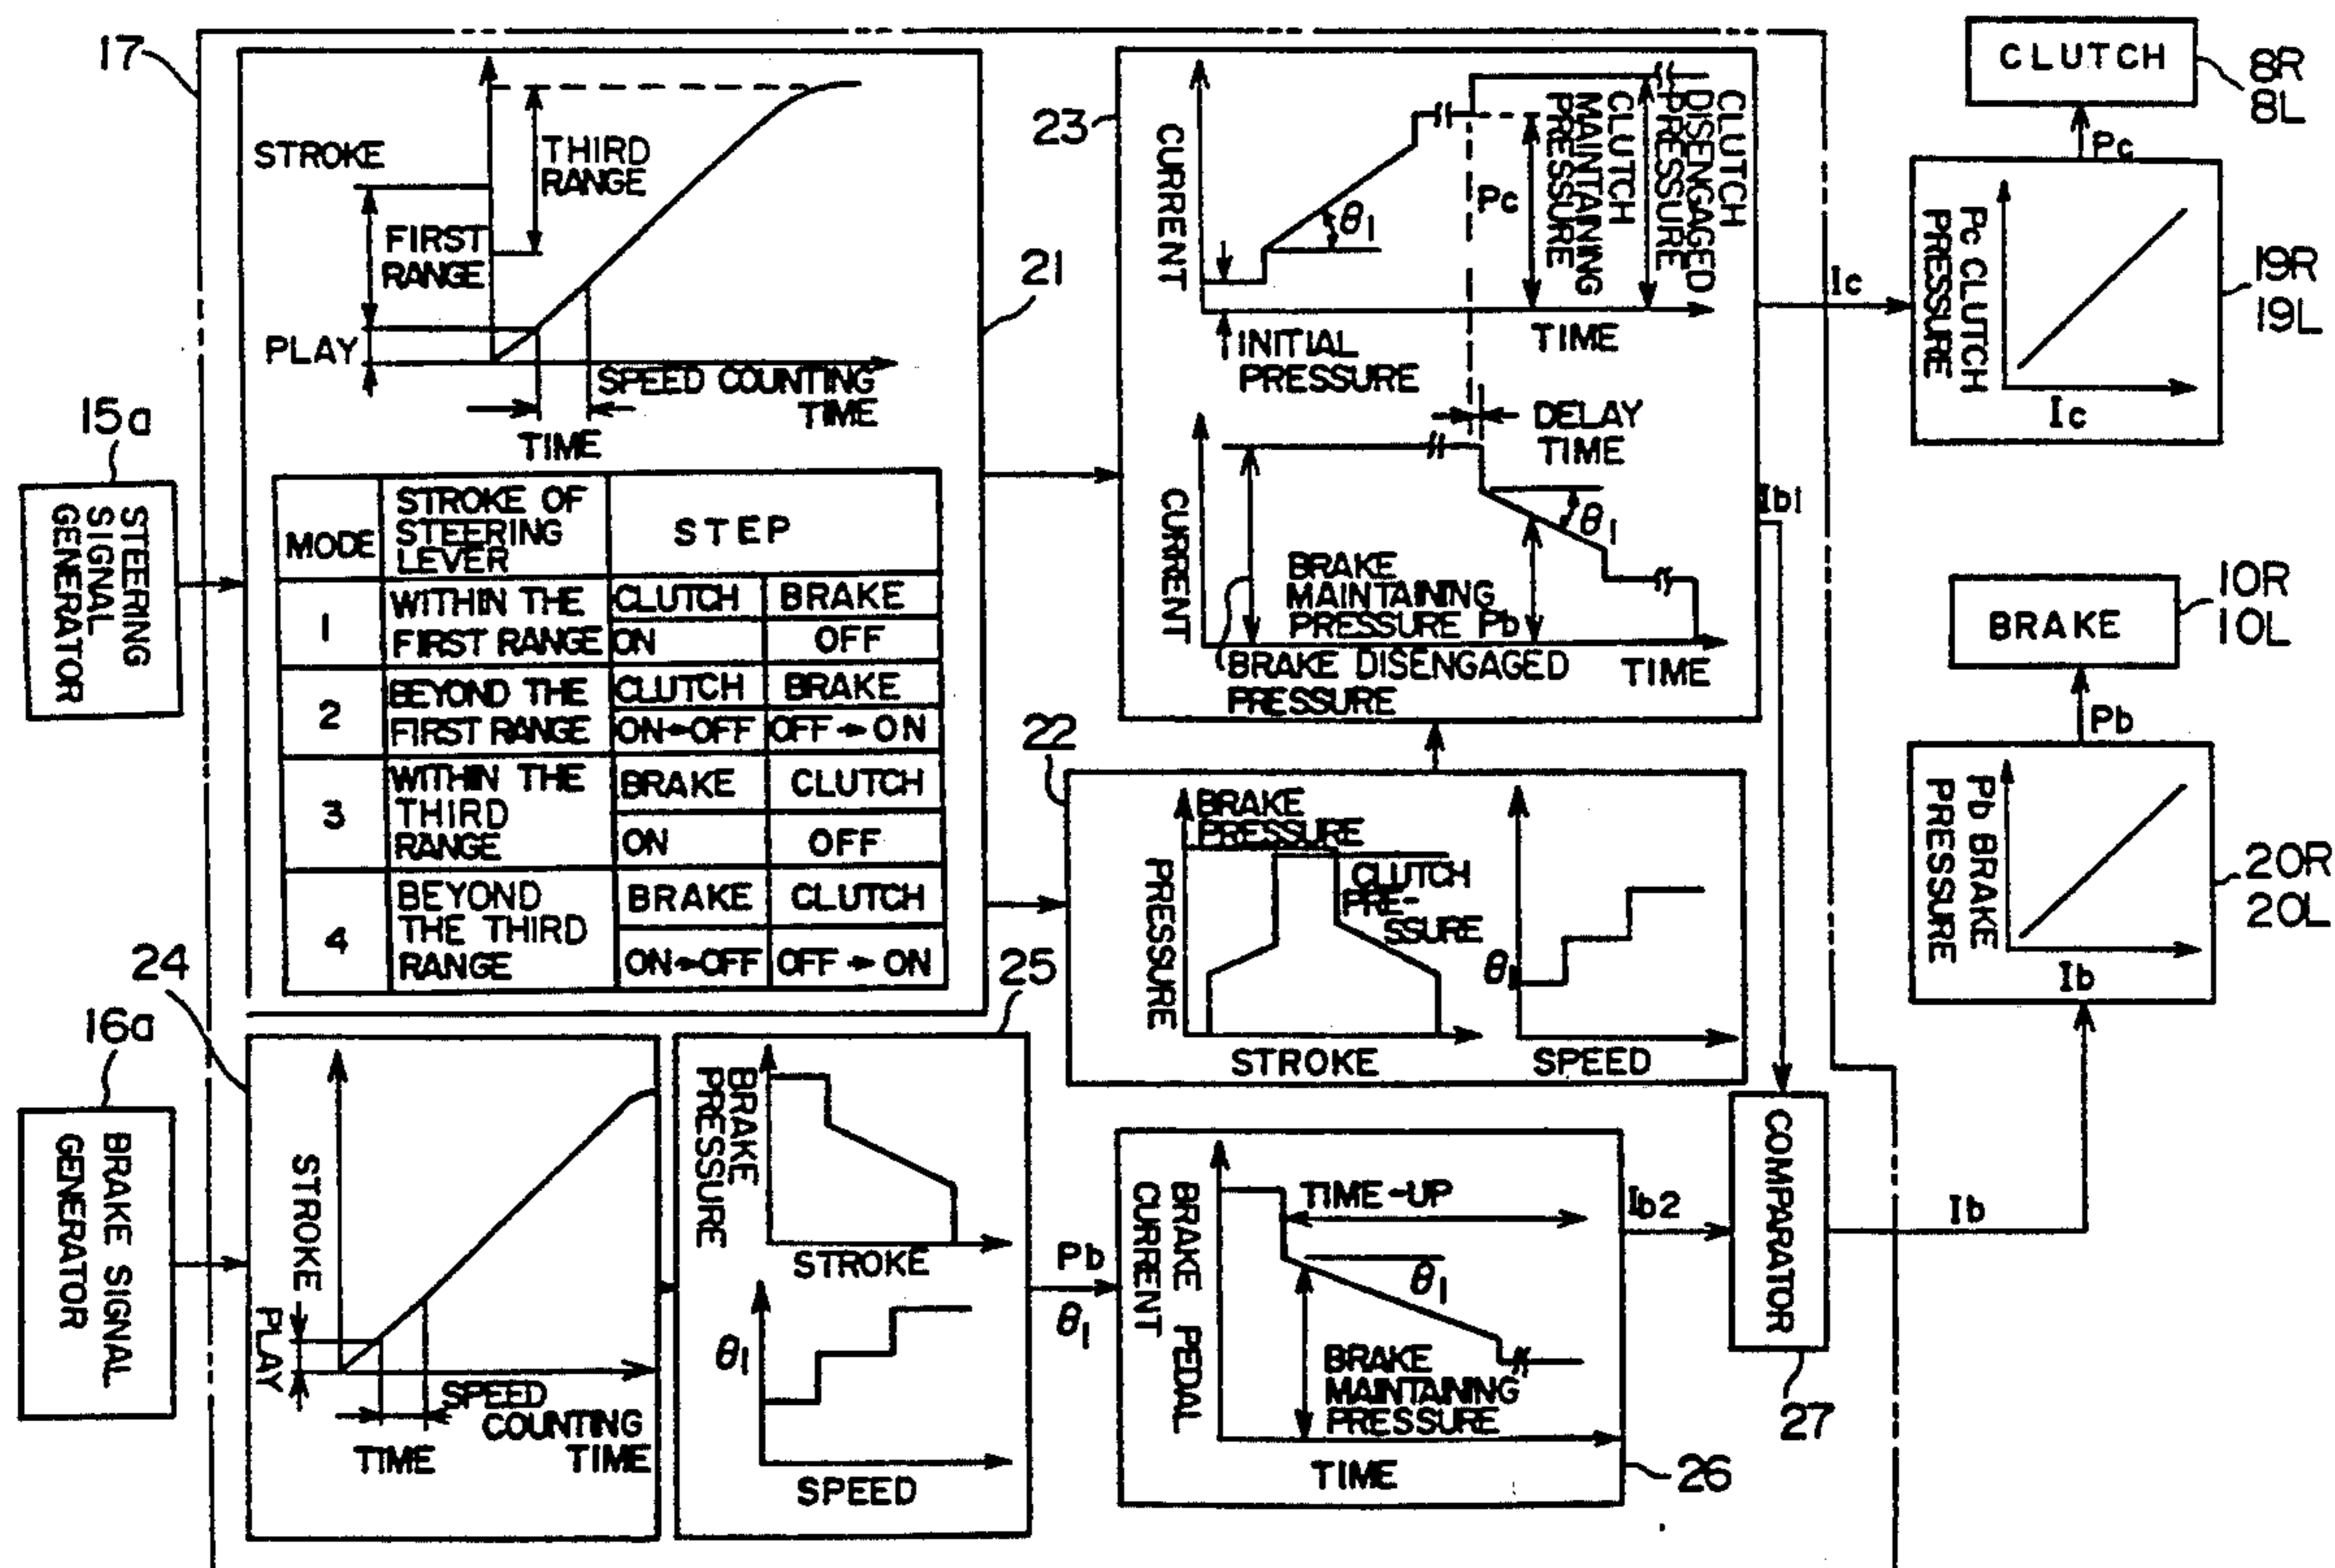 17
STROKE
THIRD
RANGE
FIRST
RANGE
PLAY
SPEED COUNTING
TIME
TIME
21
15a
STEERING
SIGNAL
GENERATOR
MODE
STROKE OF
STEERING
LEVER
STEP
1
WITHIN THE
FIRST RANGE
CLUTCH
BRAKE
ON
OFF
2
BEYOND THE
FIRST RANGE
CLUTCH
BRAKE
ON→OFF
OFF→ON
3
WITHIN THE
THIRD
RANGE
BRAKE
CLUTCH
ON
OFF
4
BEYOND
THE THIRD
RANGE
BRAKE
CLUTCH
ON→OFF
OFF→ON
23
CURRENT
θ1
Pc
CLUTCH
MAINTAINING
PRESSURE
CLUTCH
DISENGAGED
PRESSURE
INITIAL
PRESSURE
TIME
DELAY
TIME
CURRENT
θ1
BRAKE
MAINTAINING
PRESSURE Pb
BRAKE DISENGAGED
PRESSURE
TIME
Ic
Ib1
CLUTCH
8R
8L
Pc
Pc CLUTCH
PRESSURE
Ic
19R
19L
BRAKE
10R
10L
Pb
Pb BRAKE
PRESSURE
Ib
20R
20L
22
BRAKE
PRESSURE
PRESSURE
CLUTCH
PRE-
SSURE
STROKE
θ1
SPEED
24
16a
BRAKE SIGNAL
GENERATOR
STROKE
PLAY
SPEED
COUNTING
TIME
TIME
25
BRAKE
PRESSURE
STROKE
θ1
SPEED
Pb
θ1
BRAKE PEDAL
CURRENT
TIME-UP
θ1
BRAKE
MAINTAINING
PRESSURE
TIME
26
Ib2
COMPARATOR
27
Ib